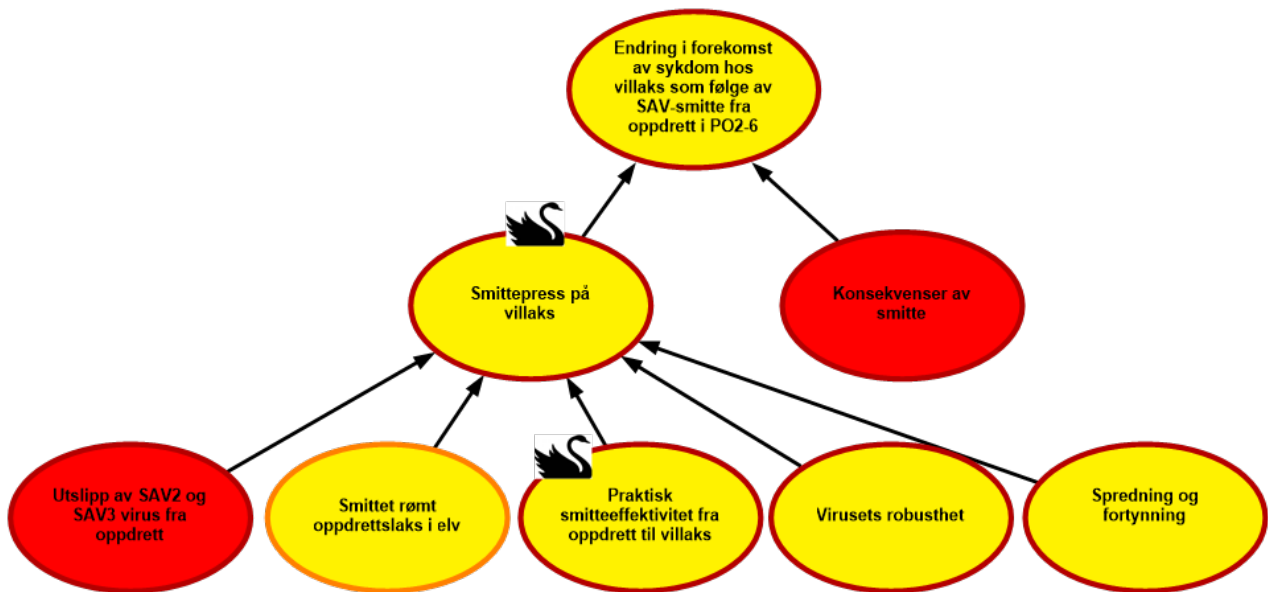 Endring i forekomst
av sykdom hos
villaks som følge av
SAV-smitte fra
oppdrett i PO2-6
Smittepress på
villaks
Konsekvenser av
smitte
Utslipp av SAV2 og
SAV3 virus fra
oppdrett
Smittet rømt
oppdrettslaks i elv
Praktisk
smitteeffektivitet fra
oppdrett til villaks
Virusets robusthet
Spredning og
fortynning